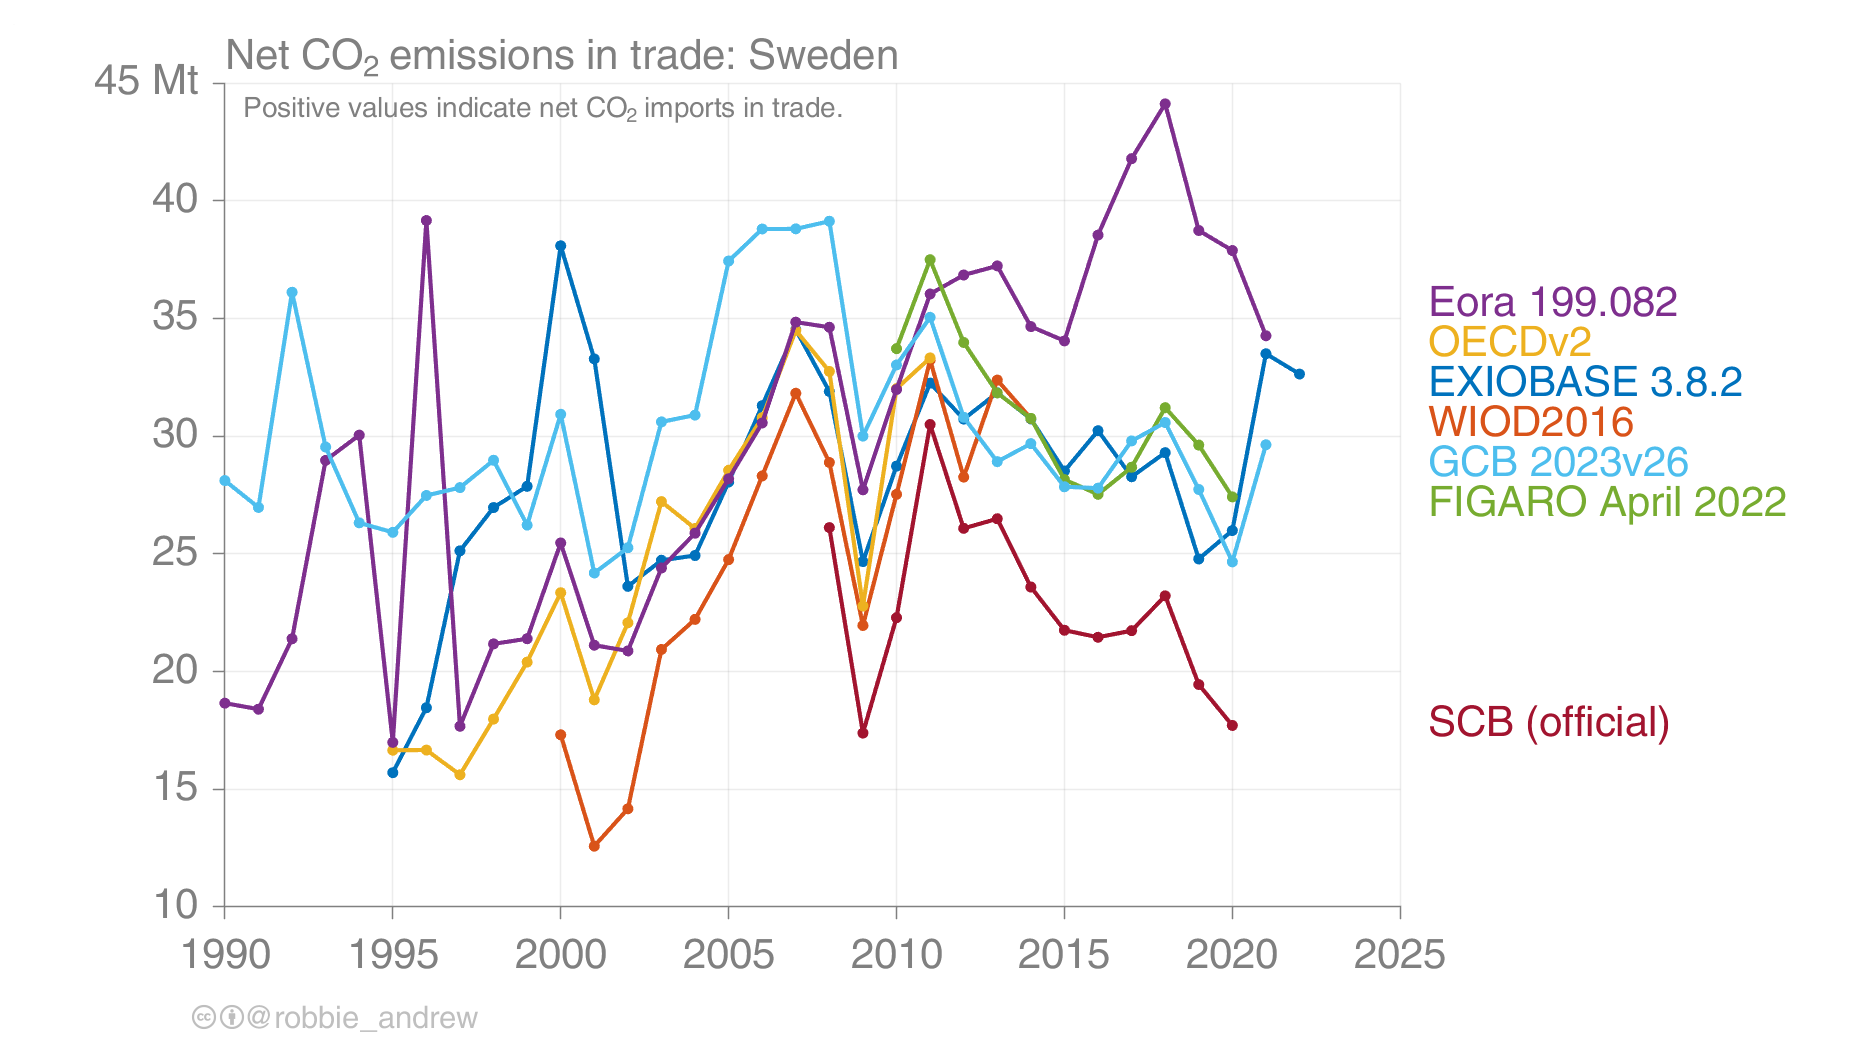 Net CO₂ emissions in trade: Sweden
45 Mt
Positive values indicate net CO₂ imports in trade.
40
35
30
25
20
15
10
1990 1995 2000 2005 2010 2015 2020 2025
Eora 199.082
OECDv2
EXIOBASE 3.8.2
WIOD2016
GCB 2023v26
FIGARO April 2022
SCB (official)
cc @robbie_andrew